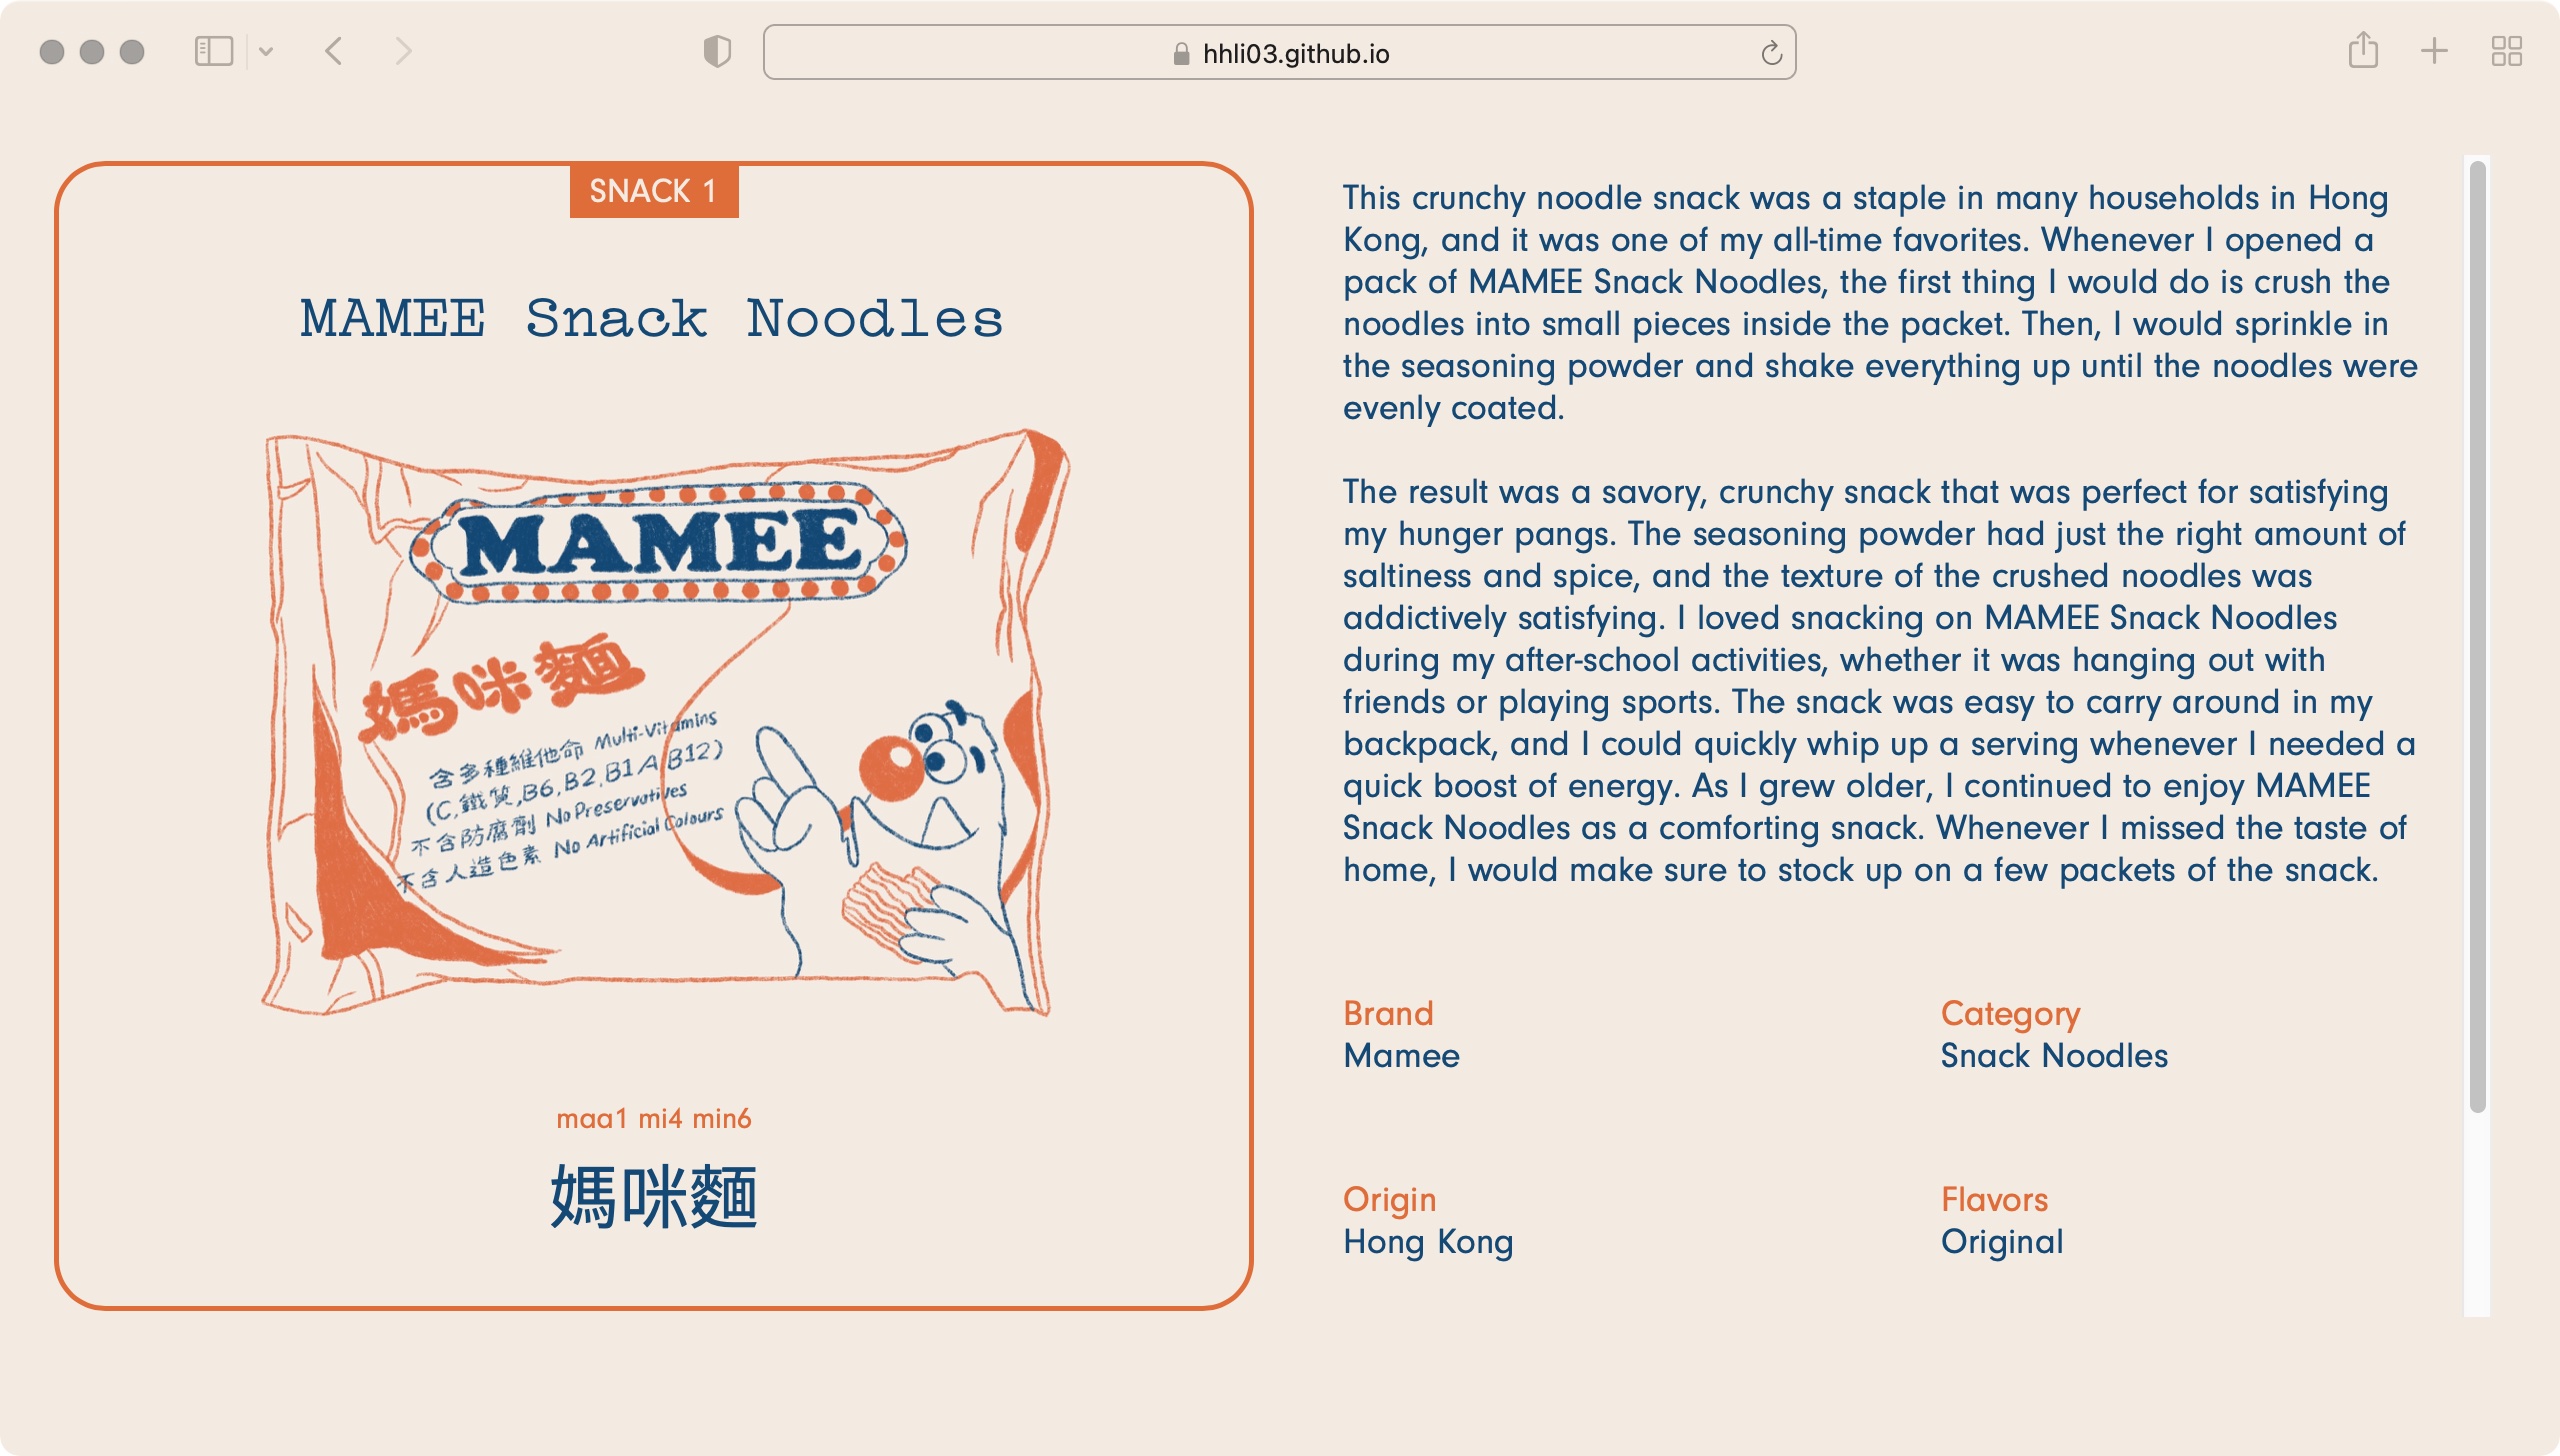 hhli03.github.io
SNACK 1
MAMEE Snack Noodles
MAMEE
媽咪麵
含多種維他命 Multi-Vitamins
(C,鐵質,B6,B2,B1A,B12)
不含防腐劑 No Preservatives
不含人造色素 No Artificial Colours
maa1 mi4 min6
媽咪麵
This crunchy noodle snack was a staple in many households in Hong
Kong, and it was one of my all-time favorites. Whenever I opened a
pack of MAMEE Snack Noodles, the first thing I would do is crush the
noodles into small pieces inside the packet. Then, I would sprinkle in
the seasoning powder and shake everything up until the noodles were
evenly coated.
The result was a savory, crunchy snack that was perfect for satisfying
my hunger pangs. The seasoning powder had just the right amount of
saltiness and spice, and the texture of the crushed noodles was
addictively satisfying. I loved snacking on MAMEE Snack Noodles
during my after-school activities, whether it was hanging out with
friends or playing sports. The snack was easy to carry around in my
backpack, and I could quickly whip up a serving whenever I needed a
quick boost of energy. As I grew older, I continued to enjoy MAMEE
Snack Noodles as a comforting snack. Whenever I missed the taste of
home, I would make sure to stock up on a few packets of the snack.
Brand
Mamee
Category
Snack Noodles
Origin
Hong Kong
Flavors
Original